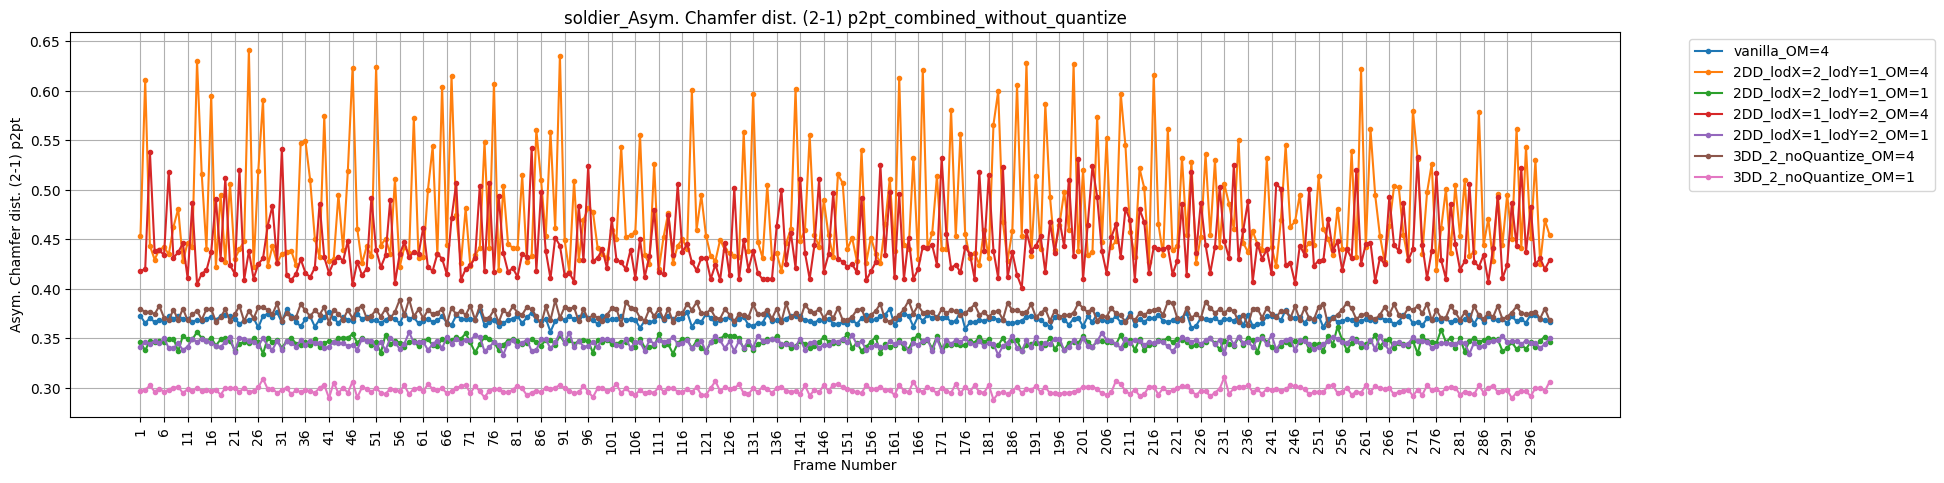 soldier_Asym. Chamfer dist. (2-1) p2pt_combined_without_quantize
Asym. Chamfer dist. (2-1) p2pt
0.65
0.60
0.55
0.50
0.45
0.40
0.35
0.30
1 6 11 16 21 26 31 36 41 46 51 56 61 66 71 76 81 86 91 96 101 106 111 116 121 126 131 136 141 146 151 156 161 166 171 176 181 186 191 196 201 206 211 216 221 226 231 236 241 246 251 256 261 266 271 276 281 286 291 296
Frame Number
vanilla_OM=4
2DD_lodX=2_lodY=1_OM=4
2DD_lodX=2_lodY=1_OM=1
2DD_lodX=1_lodY=2_OM=4
2DD_lodX=1_lodY=2_OM=1
3DD_2_noQuantize_OM=4
3DD_2_noQuantize_OM=1